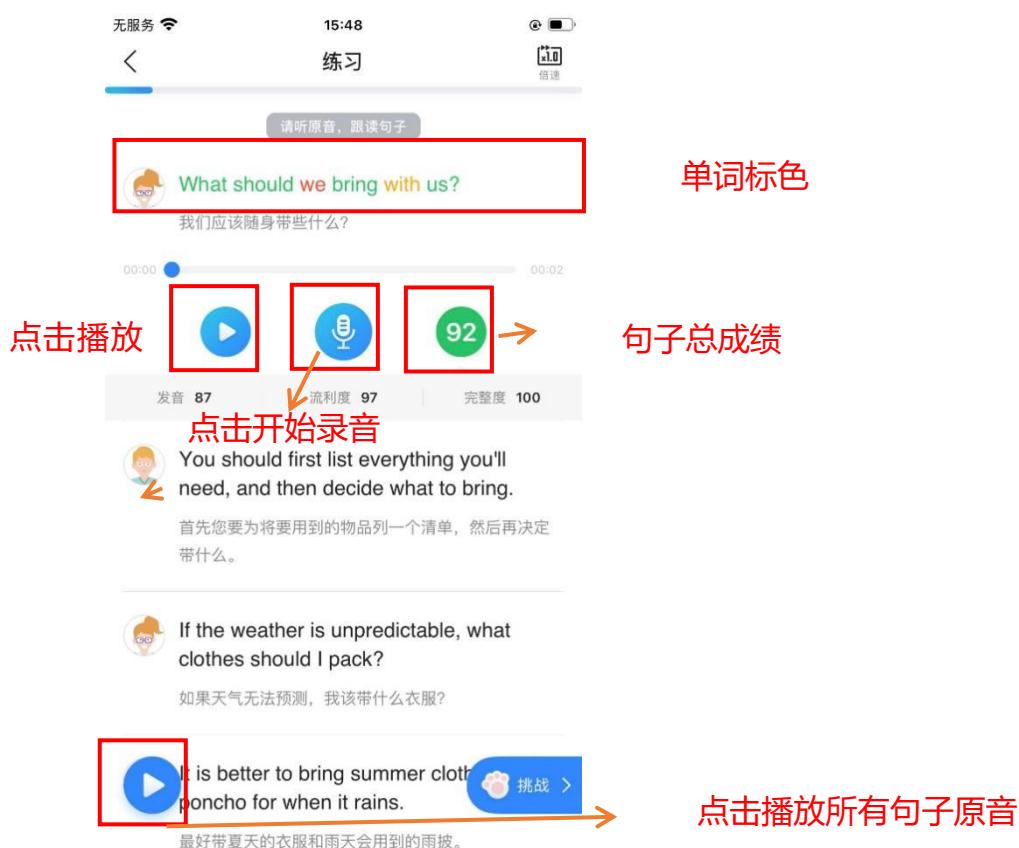 无服务 15:48
练习
x1.0
倍速
请听原音，跟读句子
What should we bring with us?
单词标色
我们应该随身带些什么?
00:00 00:02
点击播放
92
句子总成绩
发音 87 流利度 97 完整度 100
点击开始录音
You should first list everything you'll
need, and then decide what to bring.
首先您要为将要用到的物品列一个清单，然后再决定
带什么。
If the weather is unpredictable, what
clothes should I pack?
如果天气无法预测，我该带什么衣服?
is better to bring summer
挑战
poncho for when it rains.
点击播放所有句子原音
最好带夏天的衣服和雨天会用到的雨披。